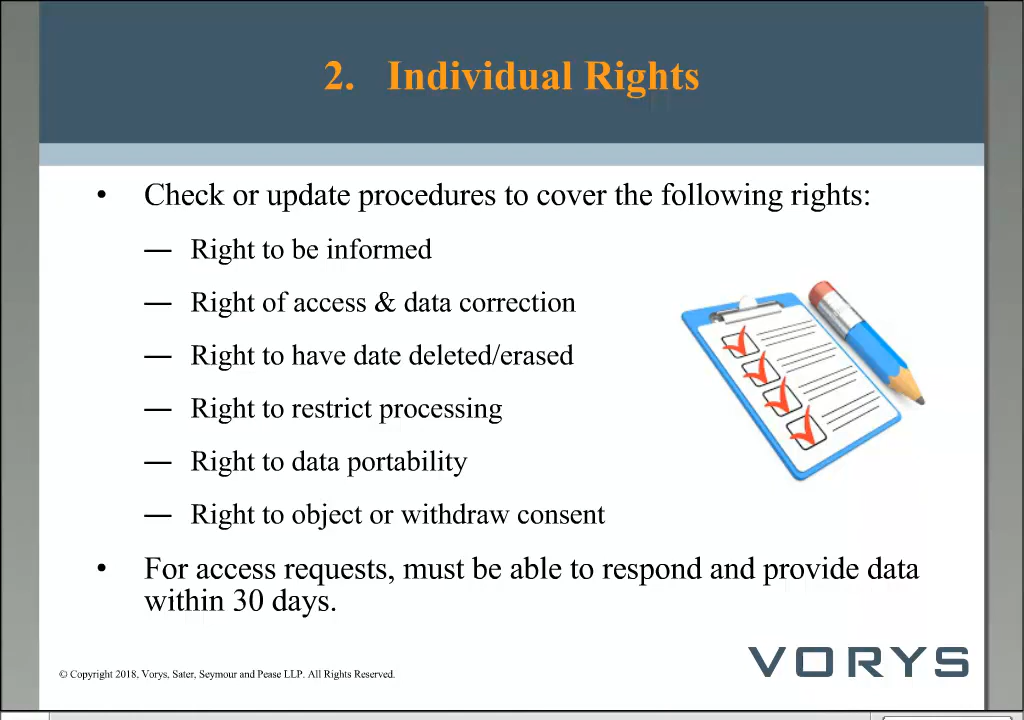 2. Individual Rights
• Check or update procedures to cover the following rights:
— Right to be informed
— Right of access & data correction
— Right to have date deleted/erased
— Right to restrict processing
— Right to data portability
— Right to object or withdraw consent
• For access requests, must be able to respond and provide data
within 30 days.
© Copyright 2018, Vorys, Sater, Seymour and Pease LLP. All Rights Reserved.
VORYS